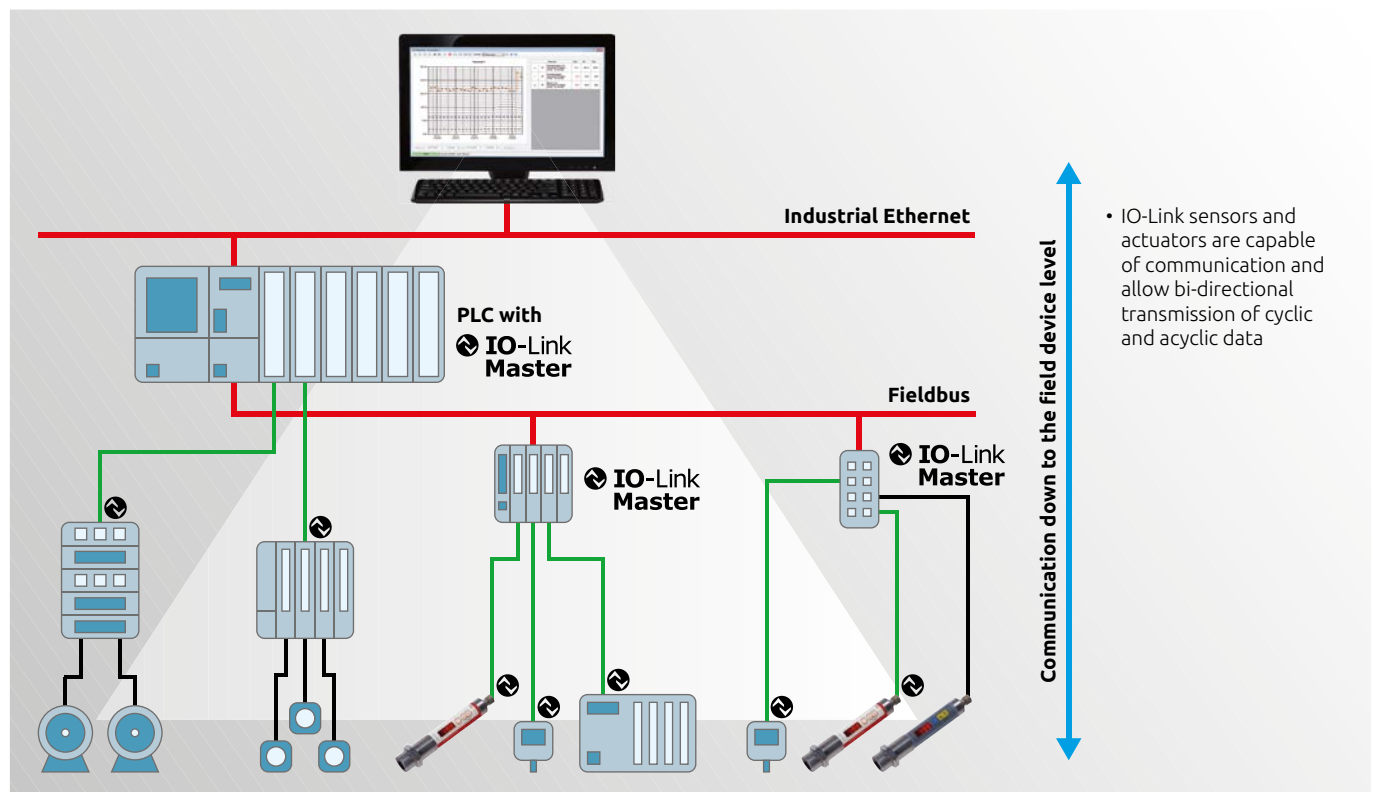 Industrial Ethernet
PLC with
IO-Link
Master
Fieldbus
IO-Link
Master
IO-Link
Master
Communication down to the field device level
• IO-Link sensors and
actuators are capable
of communication and
allow bi-directional
transmission of cyclic
and acyclic data